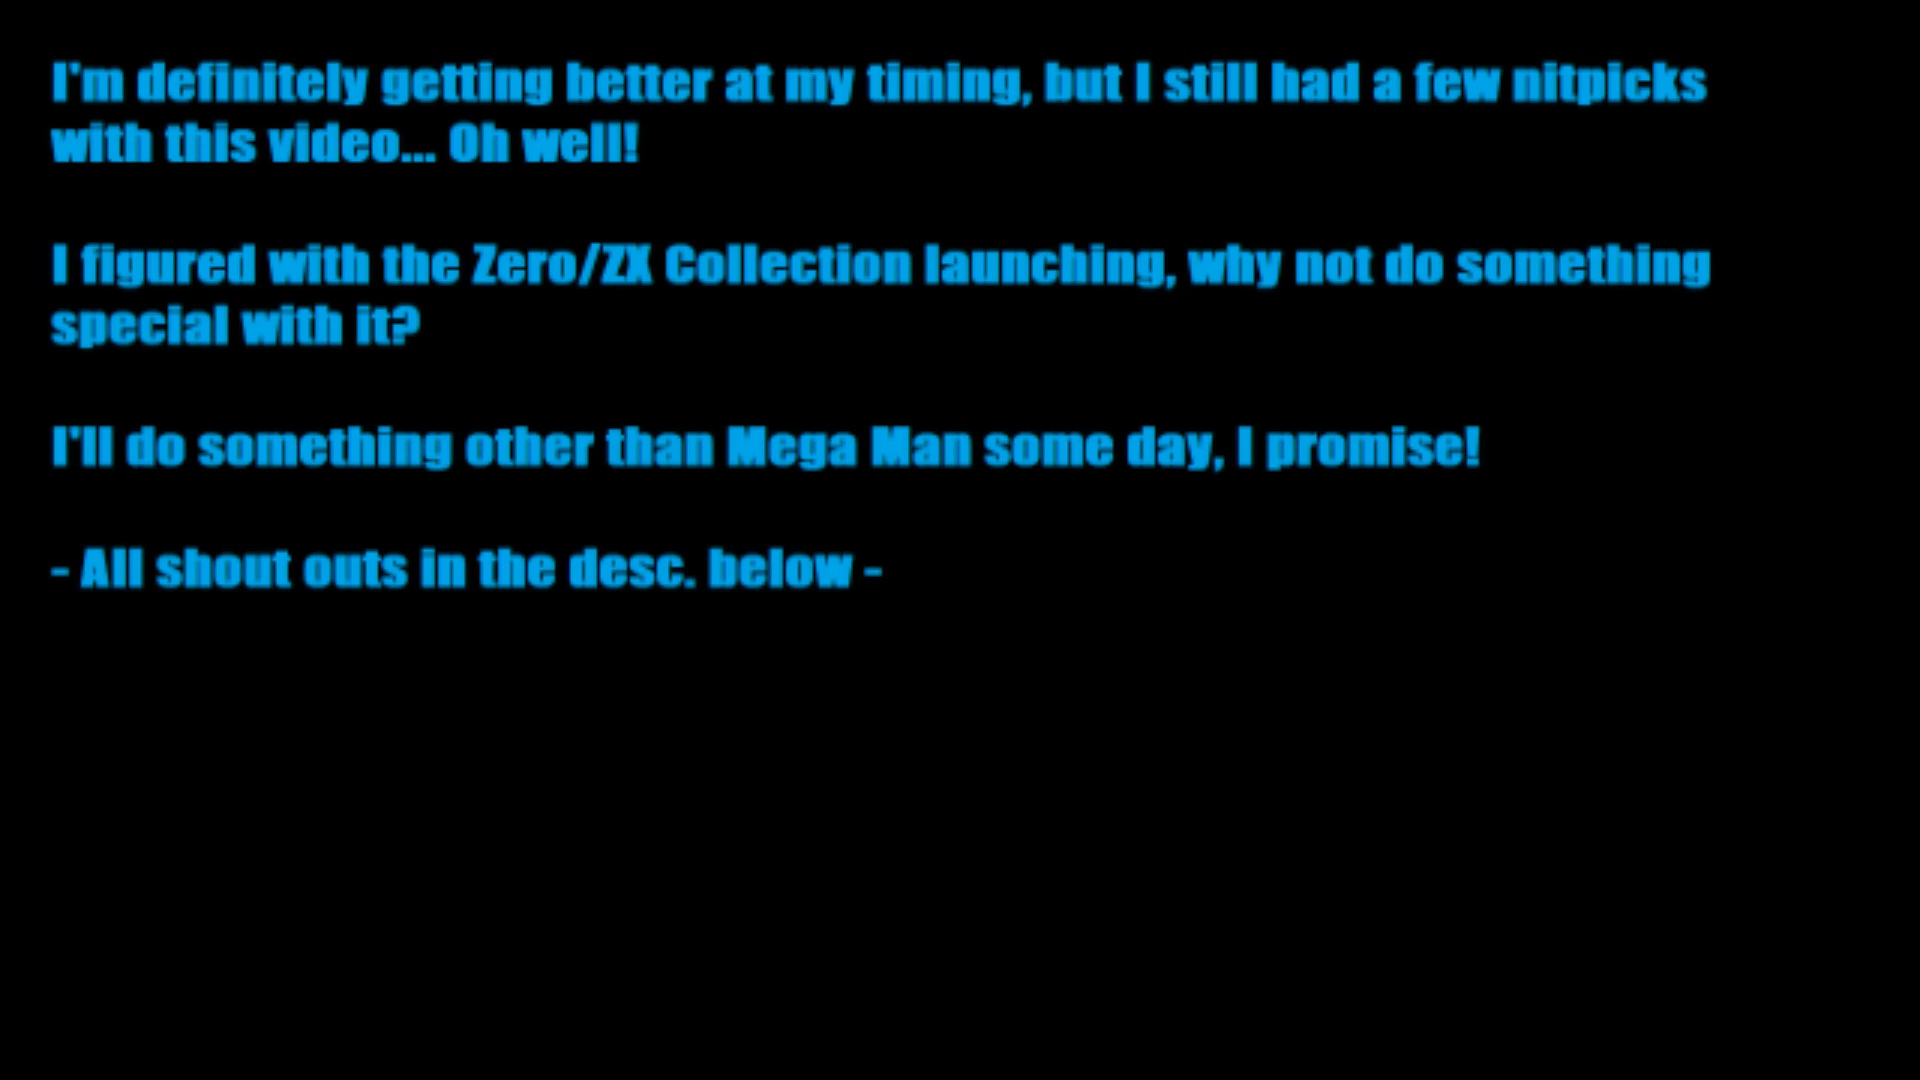 I'm definitely getting better at my timing, but I still had a few nitpicks
with this video... Oh well!
I figured with the Zero/ZX Collection launching, why not do something
special with it?
I'll do something other than Mega Man some day, I promise!
- All shout outs in the desc. below -